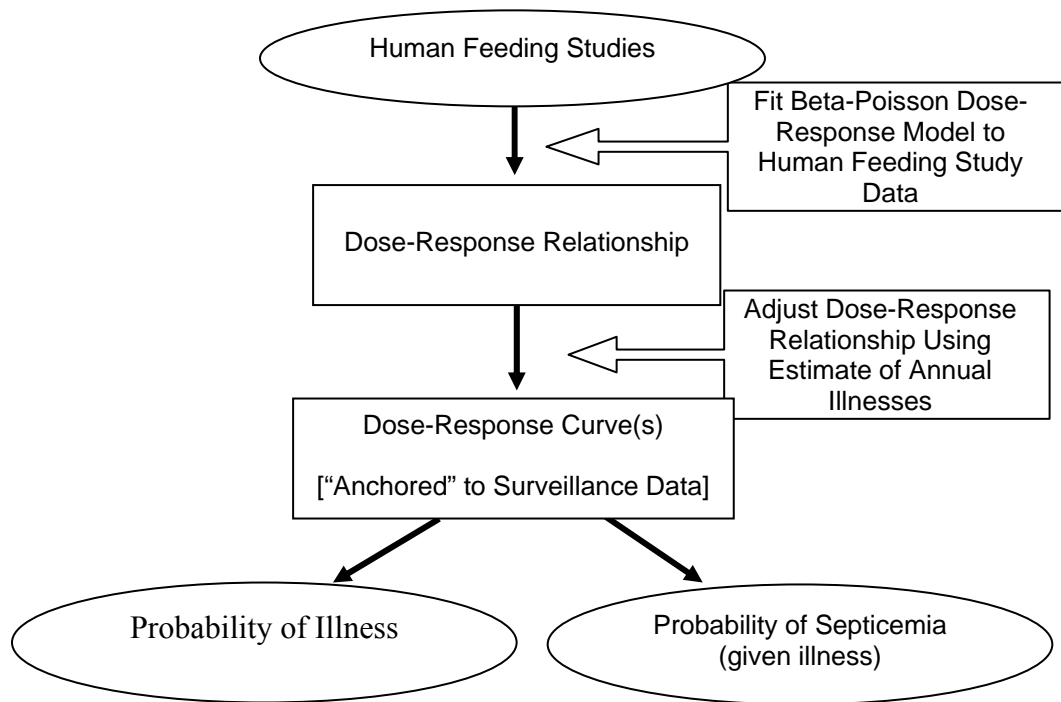 Human Feeding Studies
Fit Beta-Poisson Dose-
Response Model to
Human Feeding Study
Data
Dose-Response Relationship
Adjust Dose-Response
Relationship Using
Estimate of Annual
Illnesses
Dose-Response Curve(s)
[“Anchored” to Surveillance Data]
Probability of Illness
Probability of Septicemia
(given illness)